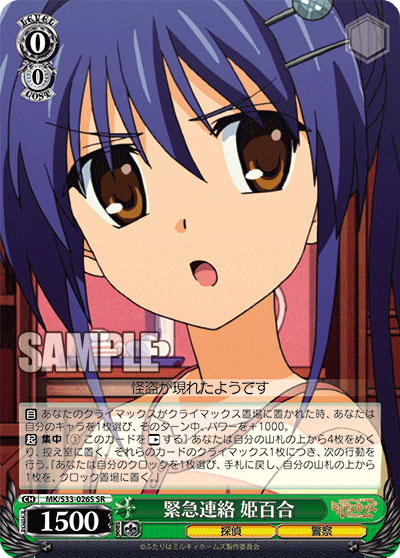 LEVEL
0
0
COST
SAMPLE
怪盗が現れたようです
自 あなたのクライマックスがクライマックス置場に置かれた時、あなたは
自分のキャラを1枚選び、そのターン中、パワーを+1000。
起 集中 [① このカードを する] あなたは自分の山札の上から4枚をめく
り、控え室に置く。それらのカードのクライマックス1枚につき、次の行動を
行う。『あなたは自分のクロックを1枚選び、手札に戻し、自分の山札の上から
1枚を、クロック置場に置く。』
CH MK/S33-026S SR
POWER
1500
緊急連絡 姫百合
探偵 警察
©ふたりはミルキィホームズ製作委員会